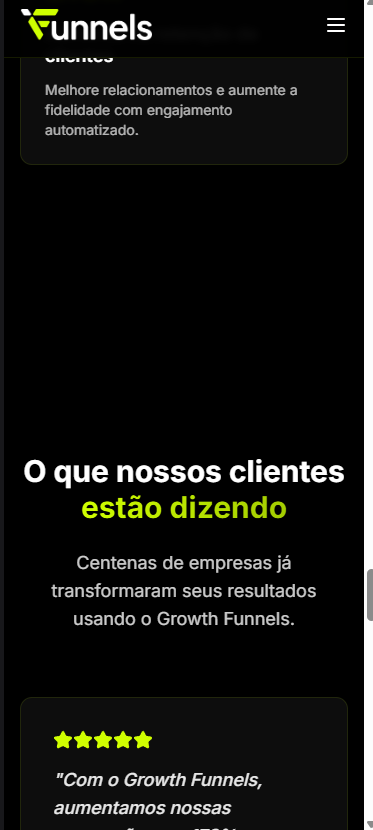 Funnels
clientes
Melhore relacionamentos e aumente a
fidelidade com engajamento
automatizado.
O que nossos clientes
estão dizendo
Centenas de empresas já
transformaram seus resultados
usando o Growth Funnels.
"Com o Growth Funnels,
aumentamos nossas